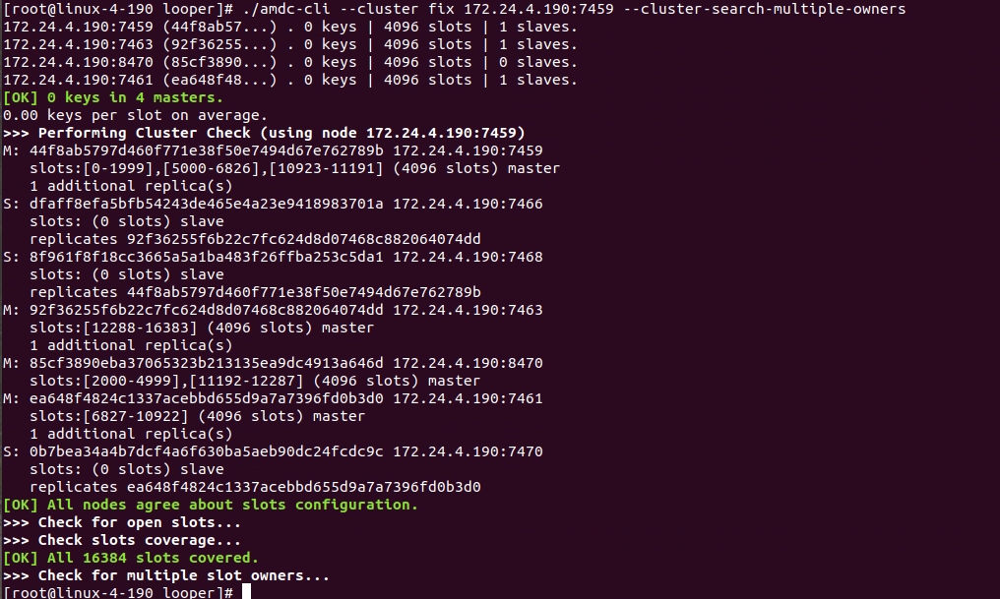 [root@linux-4-190 looper]# ./amdc-cli --cluster fix 172.24.4.190:7459 --cluster-search-multiple-owners
172.24.4.190:7459 (44f8ab57...) . 0 keys | 4096 slots | 1 slaves.
172.24.4.190:7463 (92f36255...) . 0 keys | 4096 slots | 1 slaves.
172.24.4.190:8470 (85cf3890...) . 0 keys | 4096 slots | 0 slaves.
172.24.4.190:7461 (ea648f48...) . 0 keys | 4096 slots | 1 slaves.
[OK] 0 keys in 4 masters.
0.00 keys per slot on average.
>>> Performing Cluster Check (using node 172.24.4.190:7459)
M: 44f8ab5797d460f771e38f50e7494d67e762789b 172.24.4.190:7459
   slots:[0-1999],[5000-6826],[10923-11191] (4096 slots) master
   1 additional replica(s)
S: dfaff8efa5bfb54243de465e4a23e9418983701a 172.24.4.190:7466
   slots: (0 slots) slave
   replicates 92f36255f6b22c7fc624d8d07468c882064074dd
S: 8f961f8f18cc3665a5a1ba483f26ffba253c5da1 172.24.4.190:7468
   slots: (0 slots) slave
   replicates 44f8ab5797d460f771e38f50e7494d67e762789b
M: 92f36255f6b22c7fc624d8d07468c882064074dd 172.24.4.190:7463
   slots:[12288-16383] (4096 slots) master
   1 additional replica(s)
M: 85cf3890eba37065323b213135ea9dc4913a646d 172.24.4.190:8470
   slots:[2000-4999],[11192-12287] (4096 slots) master
M: ea648f4824c1337acebbd655d9a7a7396fd0b3d0 172.24.4.190:7461
   slots:[6827-10922] (4096 slots) master
   1 additional replica(s)
S: 0b7bea34a4b7dcf4a6f630ba5aeb90dc24fcdc9c 172.24.4.190:7470
   slots: (0 slots) slave
   replicates ea648f4824c1337acebbd655d9a7a7396fd0b3d0
[OK] All nodes agree about slots configuration.
>>> Check for open slots...
>>> Check slots coverage...
[OK] All 16384 slots covered.
>>> Check for multiple slot owners...
[root@linux-4-190 looper]#